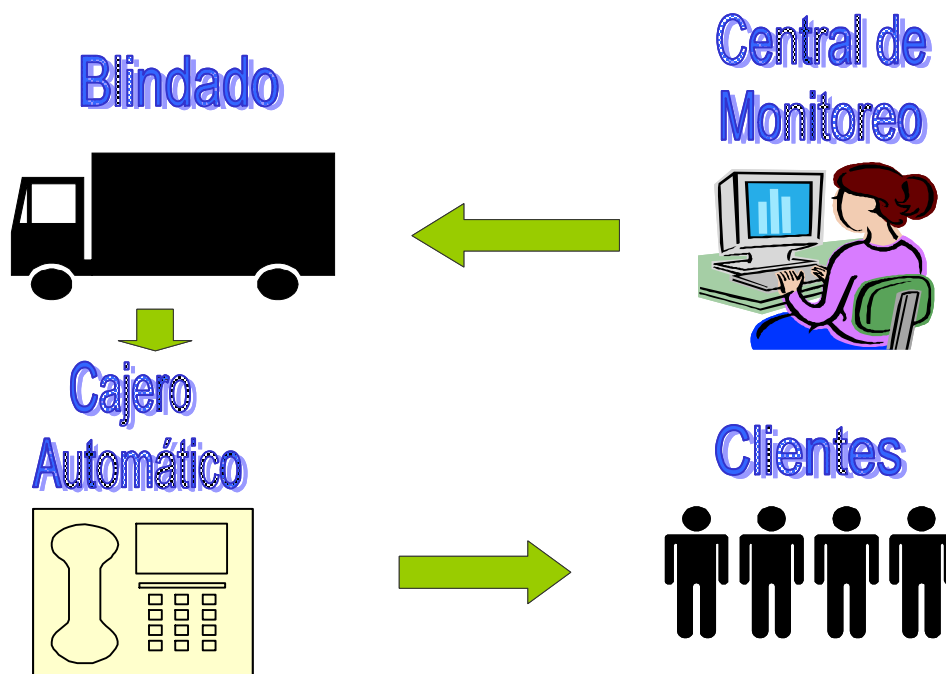 Blindado
Central de
Monitoreo
Cajero
Automático
Clientes